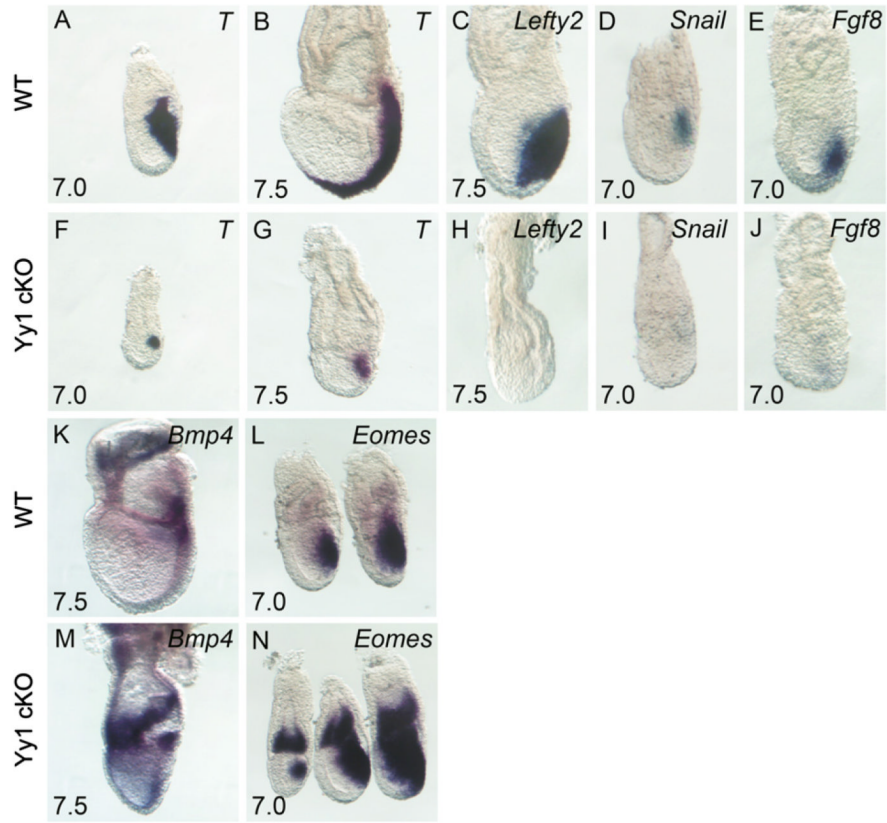 A T B T C Lefty2 D Snail E Fgf8
WT
7.0 7.5 7.5 7.0 7.0
F T G T H Lefty2 I Snail J Fgf8
Yy1 cKO
7.0 7.5 7.5 7.0 7.0
K Bmp4 L Eomes
WT
7.5 7.0
M Bmp4 N Eomes
Yy1 cKO
7.5 7.0